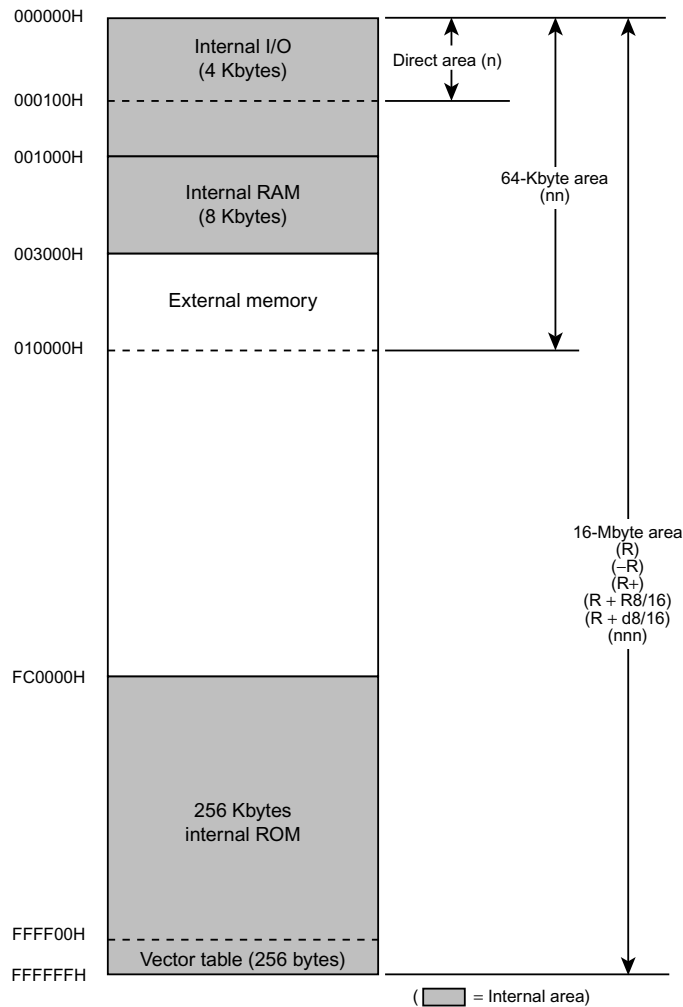 000000H
Internal I/O
(4 Kbytes)
Direct area (n)
000100H
001000H
64-Kbyte area
(nn)
Internal RAM
(8 Kbytes)
003000H
External memory
010000H
16-Mbyte area
(R)
(−R)
(R+)
(R + R8/16)
(R + d8/16)
(nnn)
FC0000H
256 Kbytes
internal ROM
FFFF00H
Vector table (256 bytes)
FFFFFFH
( = Internal area)